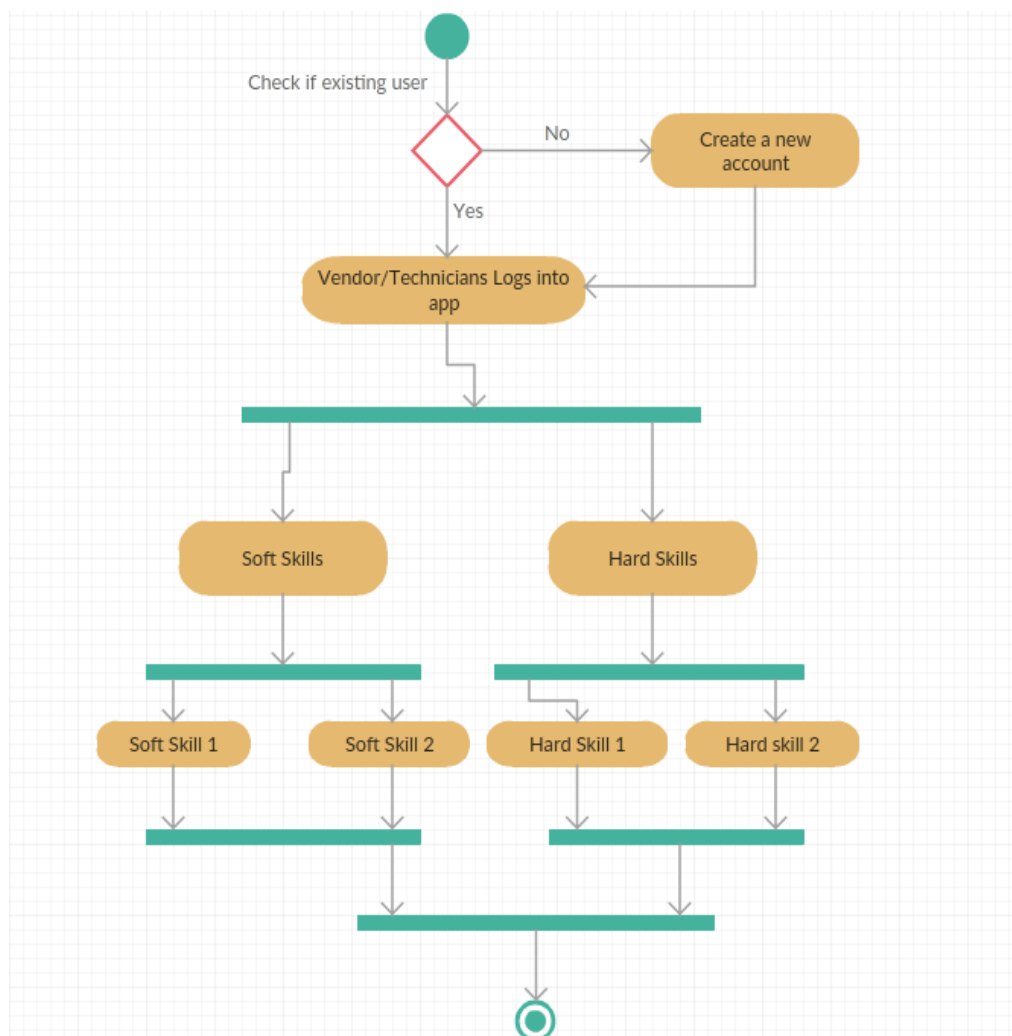 Check if existing user
No
Create a new
account
Yes
Vendor/Technicians Logs into
app
Soft Skills
Hard Skills
Soft Skill 1
Soft Skill 2
Hard Skill 1
Hard skill 2